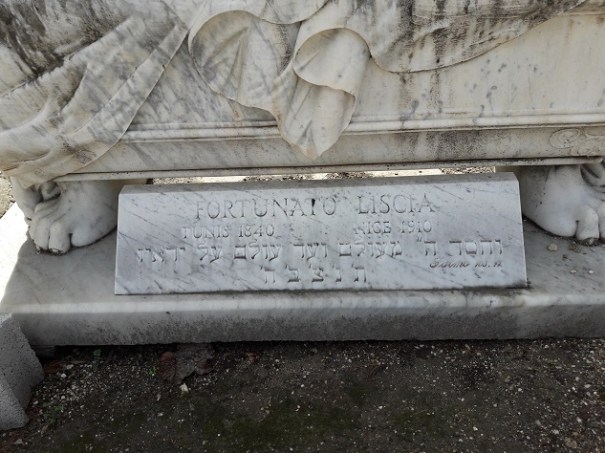 FORTUNATO LISCIA
TUNIS 1840 NICE 1910
וחסד ה" מעולם ועד עולם על יראיו
ת' נ' צ' ב' ה'